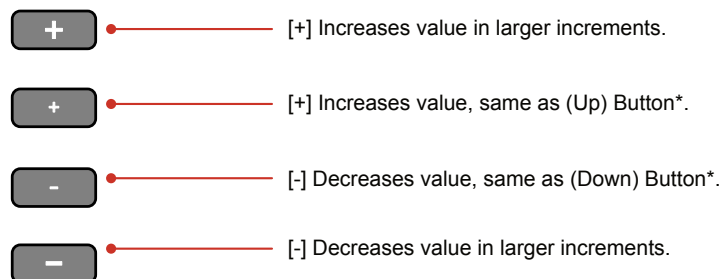 + [+] Increases value in larger increments.
+ [+] Increases value, same as (Up) Button*.
- [-] Decreases value, same as (Down) Button*.
− [-] Decreases value in larger increments.